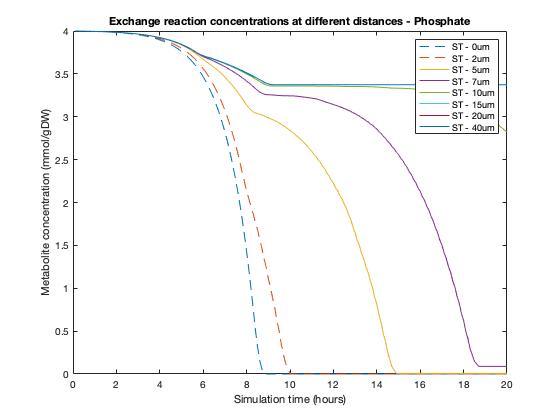 Exchange reaction concentrations at different distances - Phosphate
Metabolite concentration (mmol/gDW)
4
3.5
3
2.5
2
1.5
1
0.5
0
ST - 0um
ST - 2um
ST - 5um
ST - 7um
ST - 10um
ST - 15um
ST - 20um
ST - 40um
0 2 4 6 8 10 12 14 16 18 20
Simulation time (hours)